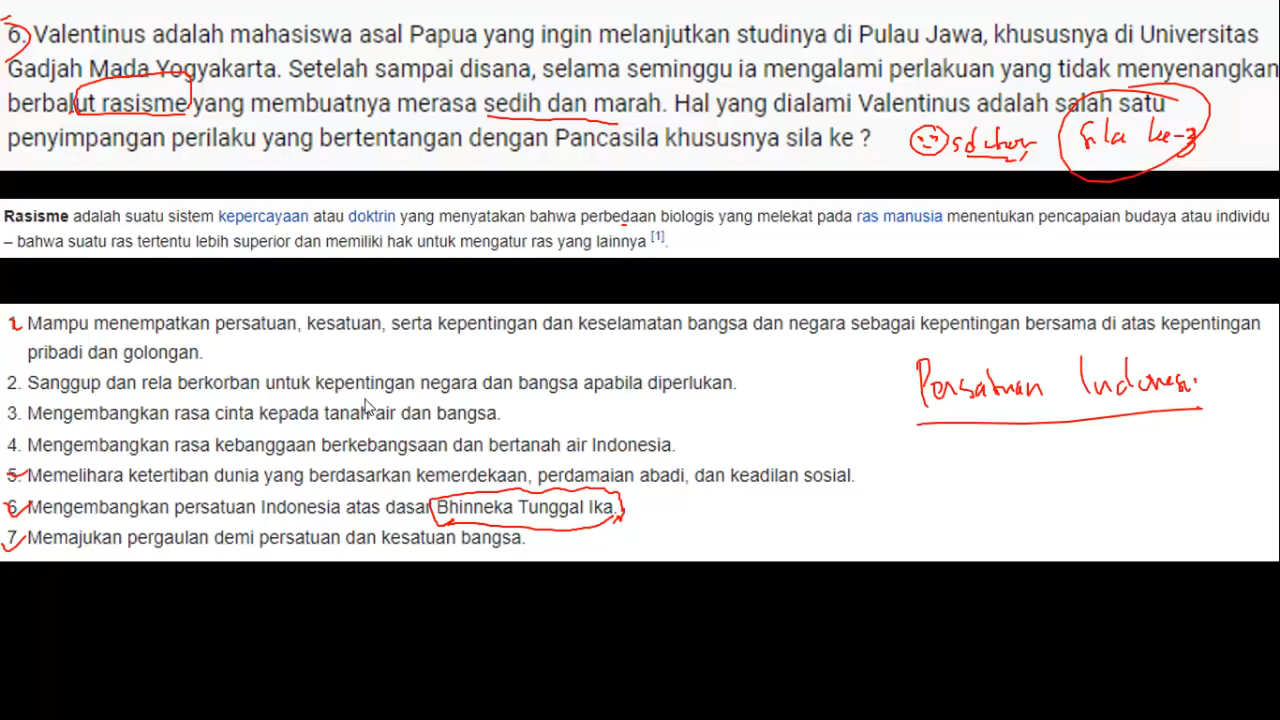 6. Valentinus adalah mahasiswa asal Papua yang ingin melanjutkan studinya di Pulau Jawa, khususnya di Universitas
Gadjah Mada Yogyakarta. Setelah sampai disana, selama seminggu ia mengalami perlakuan yang tidak menyenangkan
berbalut rasisme yang membuatnya merasa sedih dan marah. Hal yang dialami Valentinus adalah salah satu
penyimpangan perilaku yang bertentangan dengan Pancasila khususnya sila ke ?
Sila ke-3
Rasisme adalah suatu sistem kepercayaan atau doktrin yang menyatakan bahwa perbedaan biologis yang melekat pada ras manusia menentukan pencapaian budaya atau individu
– bahwa suatu ras tertentu lebih superior dan memiliki hak untuk mengatur ras yang lainnya [1].
1. Mampu menempatkan persatuan, kesatuan, serta kepentingan dan keselamatan bangsa dan negara sebagai kepentingan bersama di atas kepentingan
pribadi dan golongan.
2. Sanggup dan rela berkorban untuk kepentingan negara dan bangsa apabila diperlukan.
3. Mengembangkan rasa cinta kepada tanah air dan bangsa.
4. Mengembangkan rasa kebanggaan berkebangsaan dan bertanah air Indonesia.
5. Memelihara ketertiban dunia yang berdasarkan kemerdekaan, perdamaian abadi, dan keadilan sosial.
6. Mengembangkan persatuan Indonesia atas dasar Bhinneka Tunggal Ika.
7. Memajukan pergaulan demi persatuan dan kesatuan bangsa.
Persatuan Indonesi.